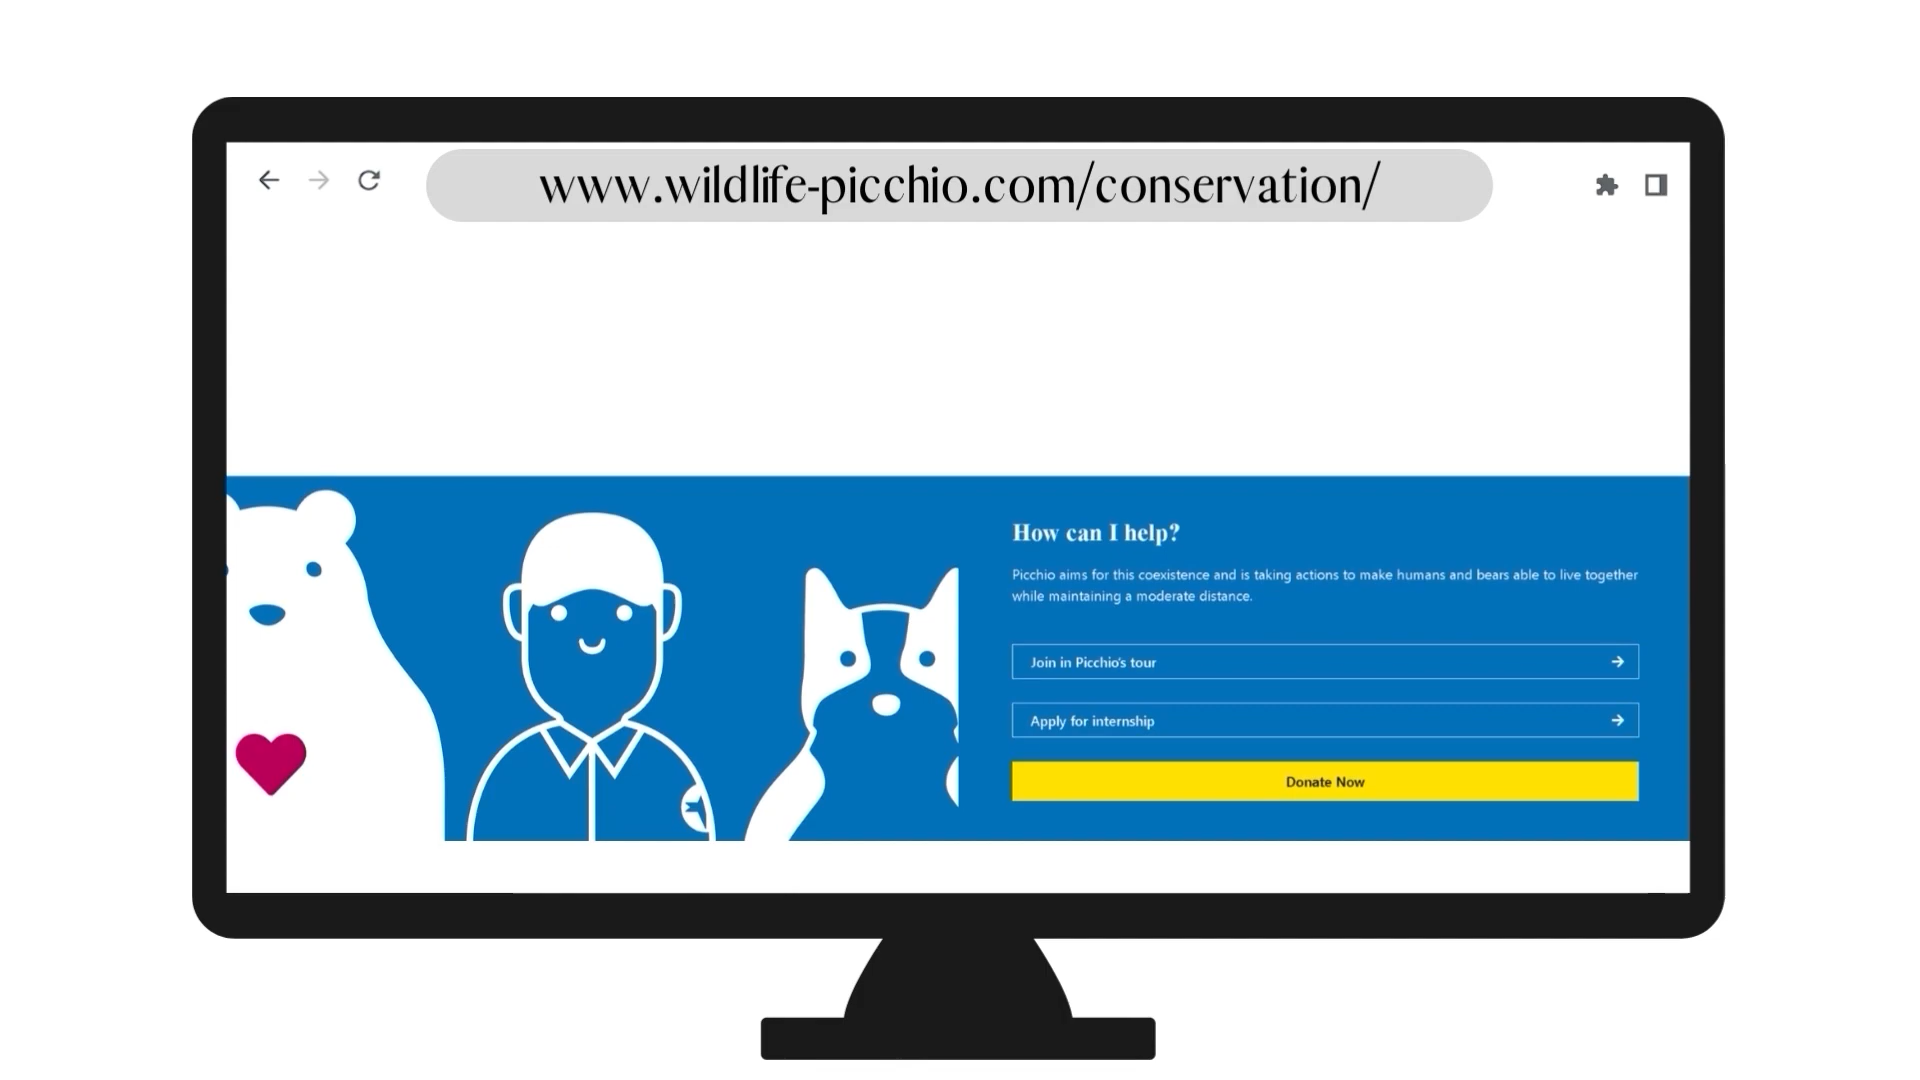 www.wildlife-picchio.com/conservation/
How can I help?
Picchio aims for this coexistence and is taking actions to make humans and bears able to live together
while maintaining a moderate distance.
Join in Picchio's tour
Apply for internship
Donate Now